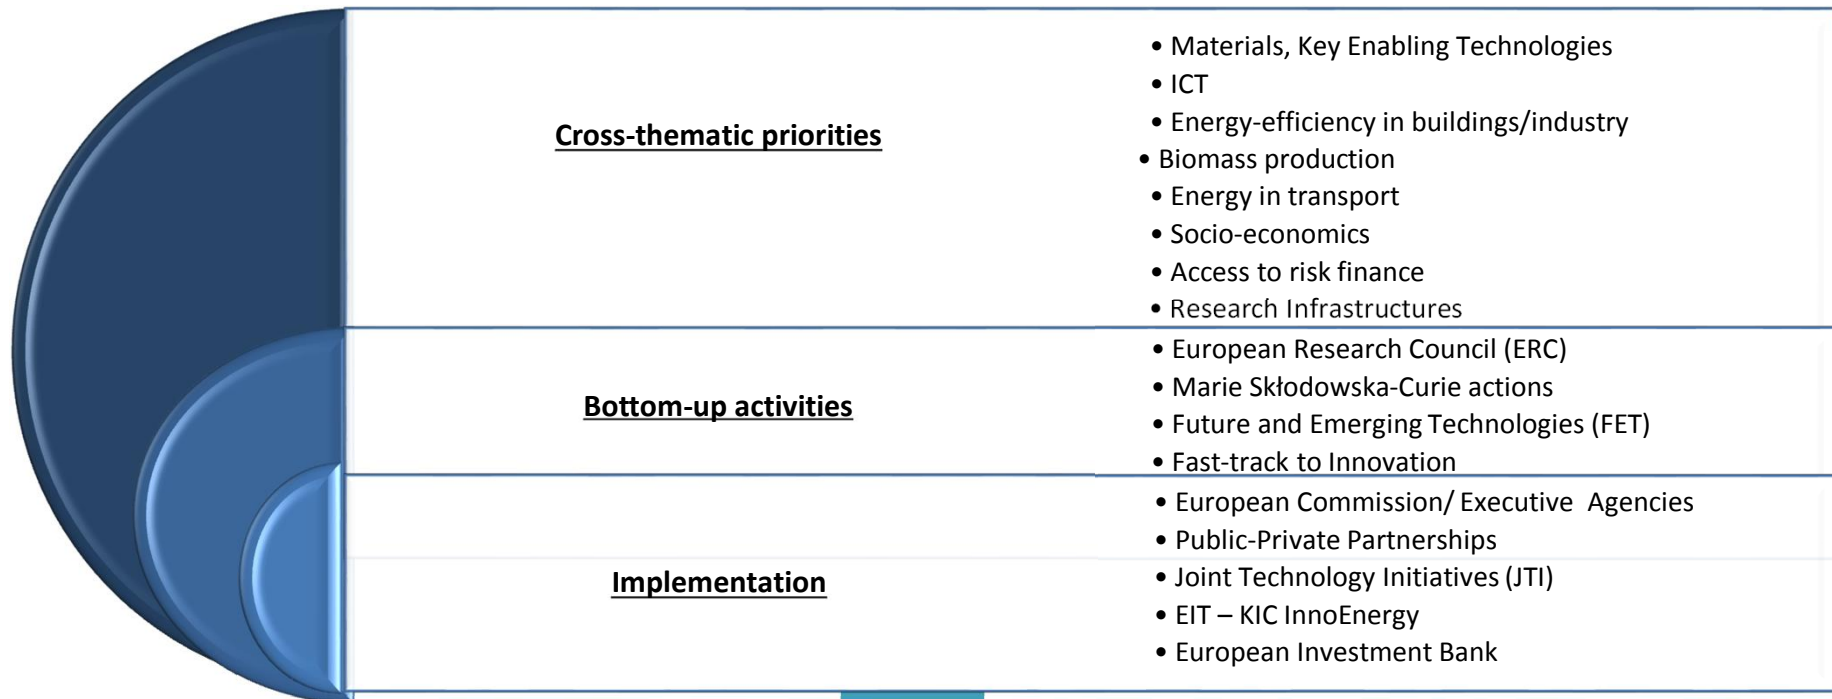 Cross-thematic priorities
• Materials, Key Enabling Technologies
• ICT
• Energy-efficiency in buildings/industry
• Biomass production
• Energy in transport
• Socio-economics
• Access to risk finance
• Research Infrastructures
Bottom-up activities
• European Research Council (ERC)
• Marie Skłodowska-Curie actions
• Future and Emerging Technologies (FET)
• Fast-track to Innovation
Implementation
• European Commission/ Executive Agencies
• Public-Private Partnerships
• Joint Technology Initiatives (JTI)
• EIT – KIC InnoEnergy
• European Investment Bank